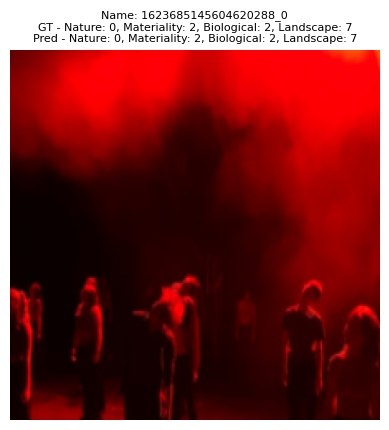 Name: 1623685145604620288_0
GT - Nature: 0, Materiality: 2, Biological: 2, Landscape: 7
Pred - Nature: 0, Materiality: 2, Biological: 2, Landscape: 7